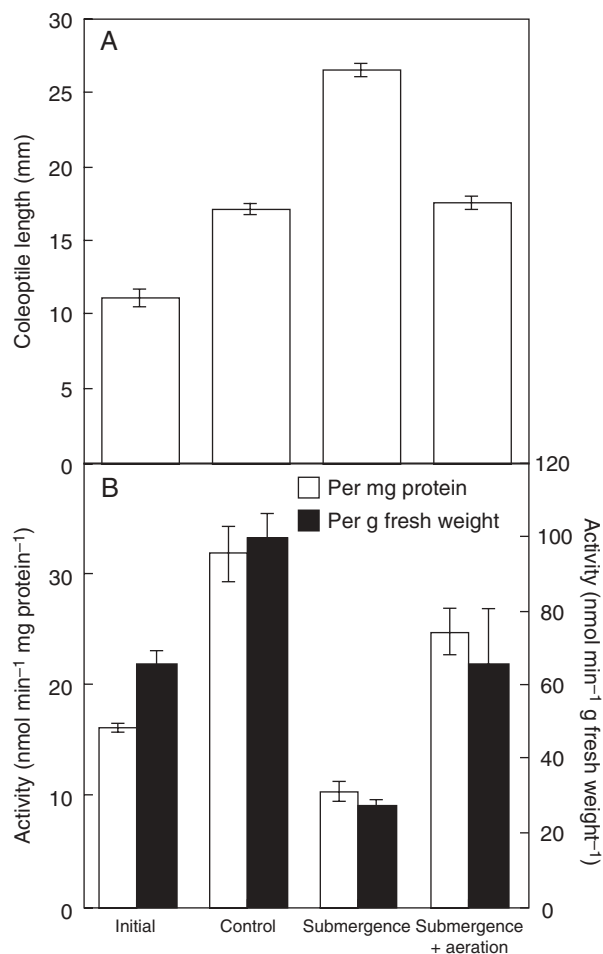 A
30
25
20
15
10
5
0
Coleoptile length (mm)
B
Per mg protein
Per g fresh weight
30
20
10
0
Activity (nmol min⁻¹ mg protein⁻¹)
120
100
80
60
40
20
0
Activity (nmol min⁻¹ g fresh weight⁻¹)
Initial
Control
Submergence
Submergence
+ aeration